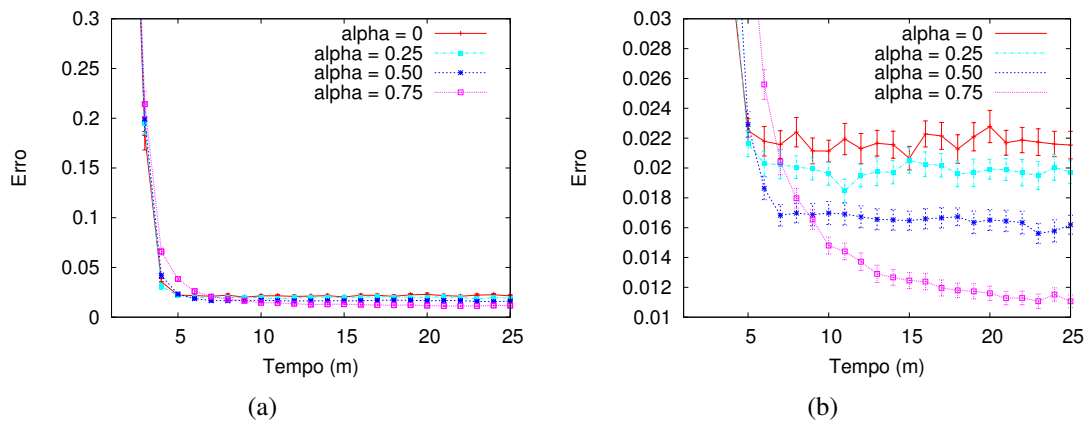 0.3
0.25
0.2
0.15
0.1
0.05
0
5
10
15
20
25
Erro
Tempo (m)
alpha = 0
alpha = 0.25
alpha = 0.50
alpha = 0.75
(a)
0.03
0.028
0.026
0.024
0.022
0.02
0.018
0.016
0.014
0.012
0.01
5
10
15
20
25
Erro
Tempo (m)
alpha = 0
alpha = 0.25
alpha = 0.50
alpha = 0.75
(b)